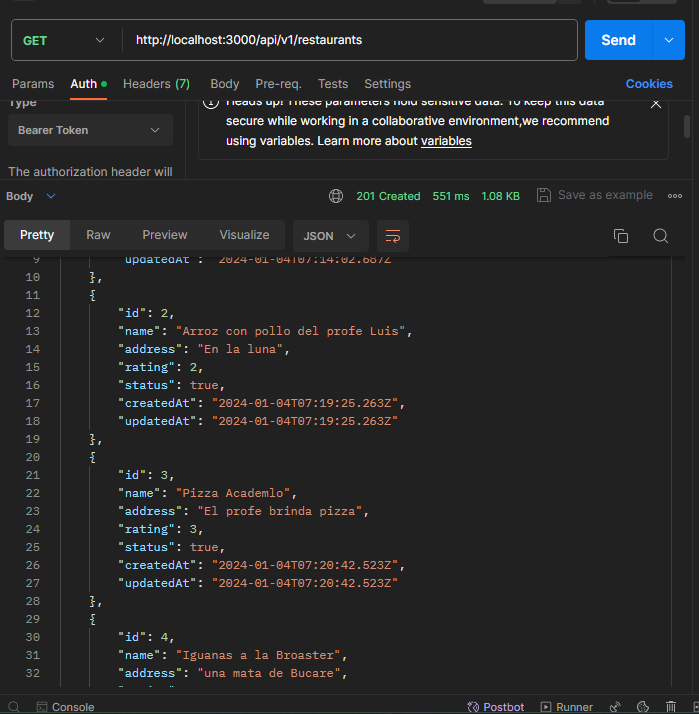 GET
http://localhost:3000/api/v1/restaurants
Send
Params Auth Headers (7) Body Pre-req. Tests Settings Cookies
Type
Heads up! These parameters hold sensitive data. To keep this data
secure while working in a collaborative environment,we recommend
using variables. Learn more about variables
Bearer Token
The authorization header will
Body
201 Created 551 ms 1.08 KB Save as example
Pretty Raw Preview Visualize JSON
9 "updatedAt": "2024-01-04T07:14:02.687Z"
10 },
11 {
12 "id": 2,
13 "name": "Arroz con pollo del profe Luis",
14 "address": "En la luna",
15 "rating": 2,
16 "status": true,
17 "createdAt": "2024-01-04T07:19:25.263Z",
18 "updatedAt": "2024-01-04T07:19:25.263Z"
19 },
20 {
21 "id": 3,
22 "name": "Pizza Academlo",
23 "address": "El profe brinda pizza",
24 "rating": 3,
25 "status": true,
26 "createdAt": "2024-01-04T07:20:42.523Z",
27 "updatedAt": "2024-01-04T07:20:42.523Z"
28 },
29 {
30 "id": 4,
31 "name": "Iguanas a la Broaster",
32 "address": "una mata de Bucare",
Console Postbot Runner